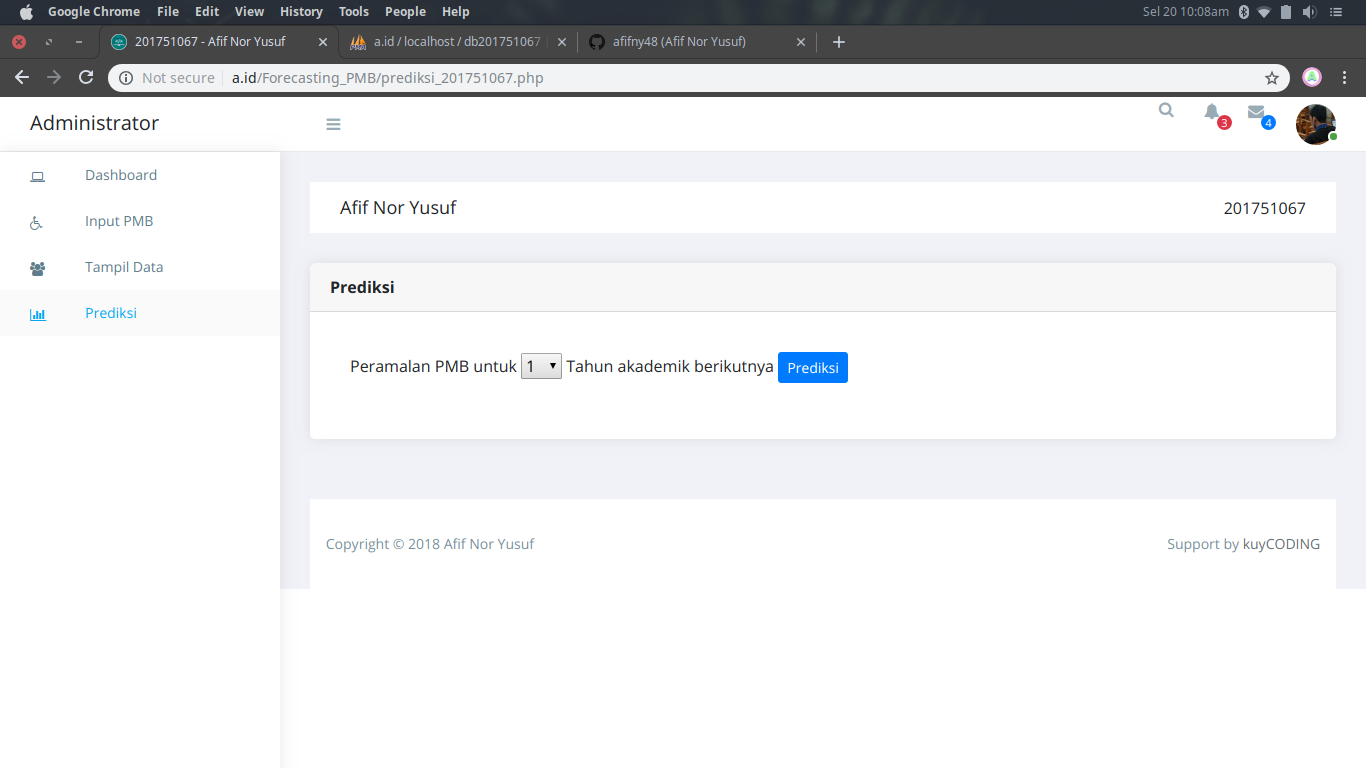 Google Chrome File Edit View History Tools People Help Sel 20 10:08am
201751067 - Afif Nor Yusuf a.id / localhost / db201751067 afifny48 (Afif Nor Yusuf)
Not secure a.id/Forecasting_PMB/prediksi_201751067.php
Administrator 3 4
Dashboard
Input PMB
Tampil Data
Prediksi
Afif Nor Yusuf 201751067
Prediksi
Peramalan PMB untuk 1 Tahun akademik berikutnya Prediksi
Copyright © 2018 Afif Nor Yusuf Support by kuyCODING